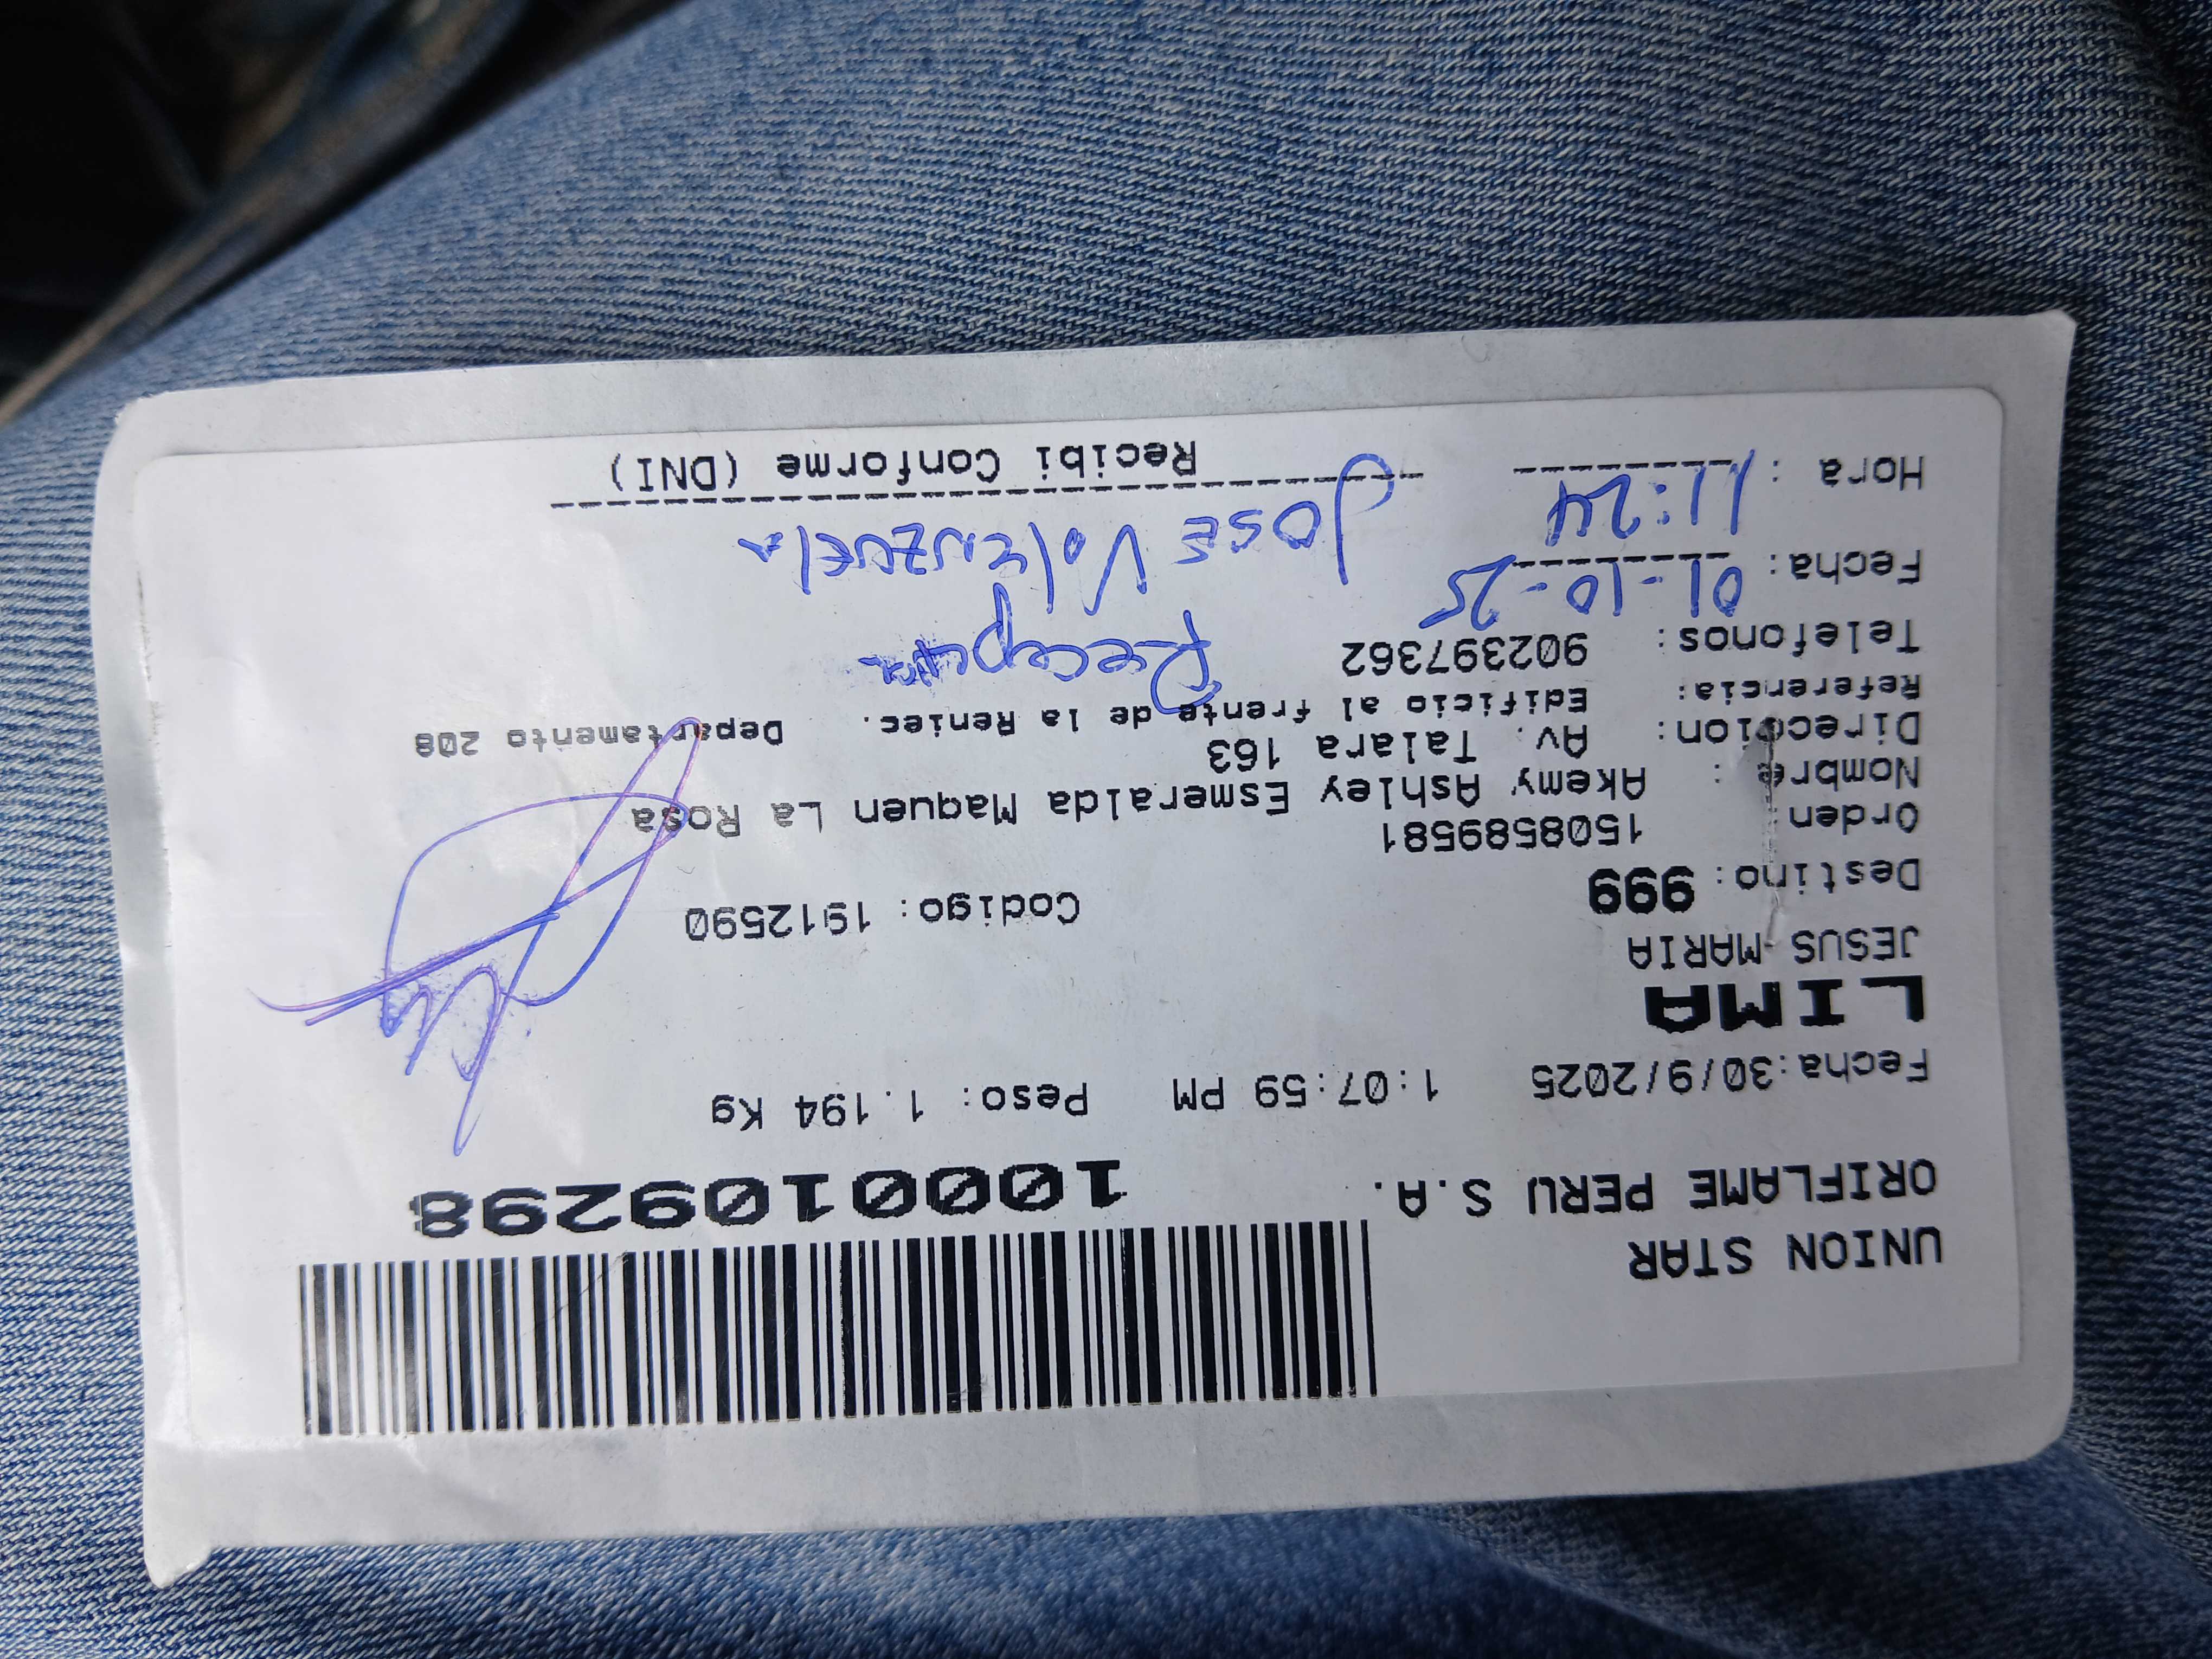 UNION STAR
ORIFLAME PERU S.A.
1000109298
Fecha:30/9/2025 1:07:59 PM Peso: 1.194 Kg
LIMA
JESUS MARIA
Destino: 999 Codigo: 1912590
Orden: 1508589581
Nombre : Akemy Ashley Esmeralda Maquen La Rosa
Direccion: Av. Talara 163
Referencia: Edificio al frente de la Reniec. Departamento 208
Telefonos: 902397362
Fecha: 01-10-25
JOSE Valenzuela
Hora : 11:24
Recibi Conforme (DNI)